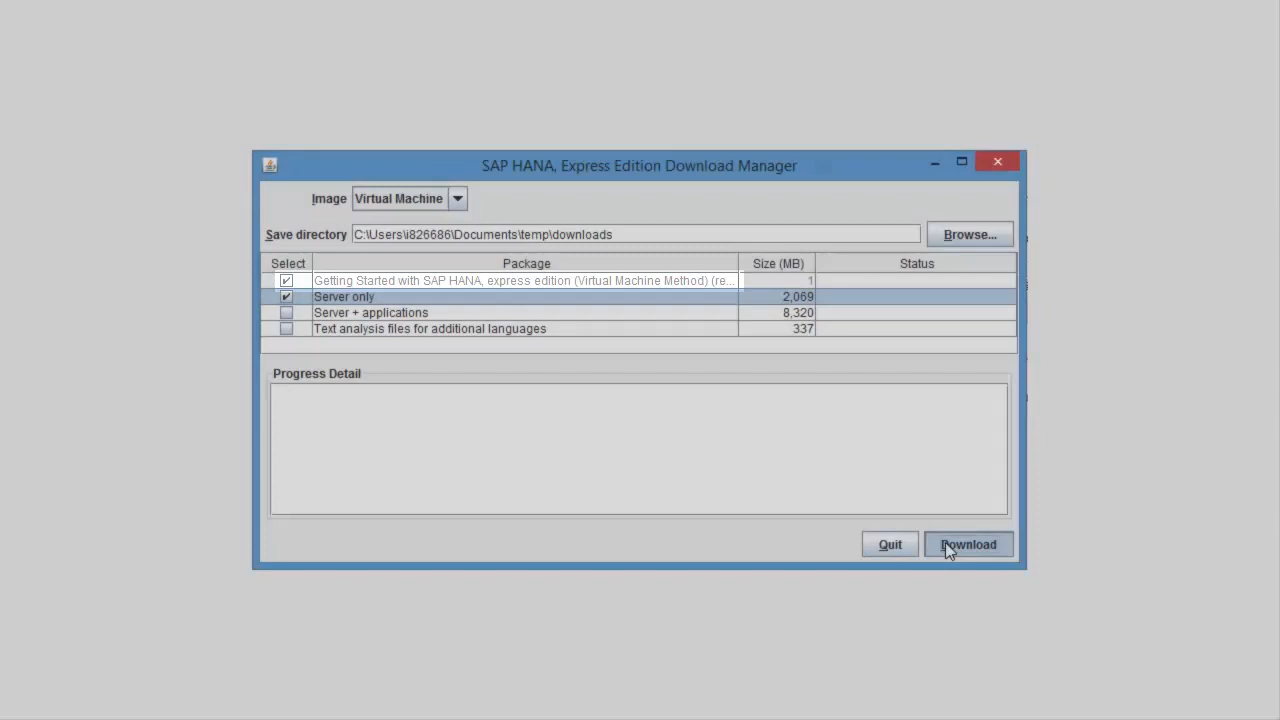 SAP HANA, Express Edition Download Manager
Image Virtual Machine
Save directory C:\Users\i826686\Documents\temp\downloads Browse...
Select Package Size (MB) Status
Getting Started with SAP HANA, express edition (Virtual Machine Method) (re... 1
Server only 2,069
Server + applications 8,320
Text analysis files for additional languages 337
Progress Detail
Quit Download